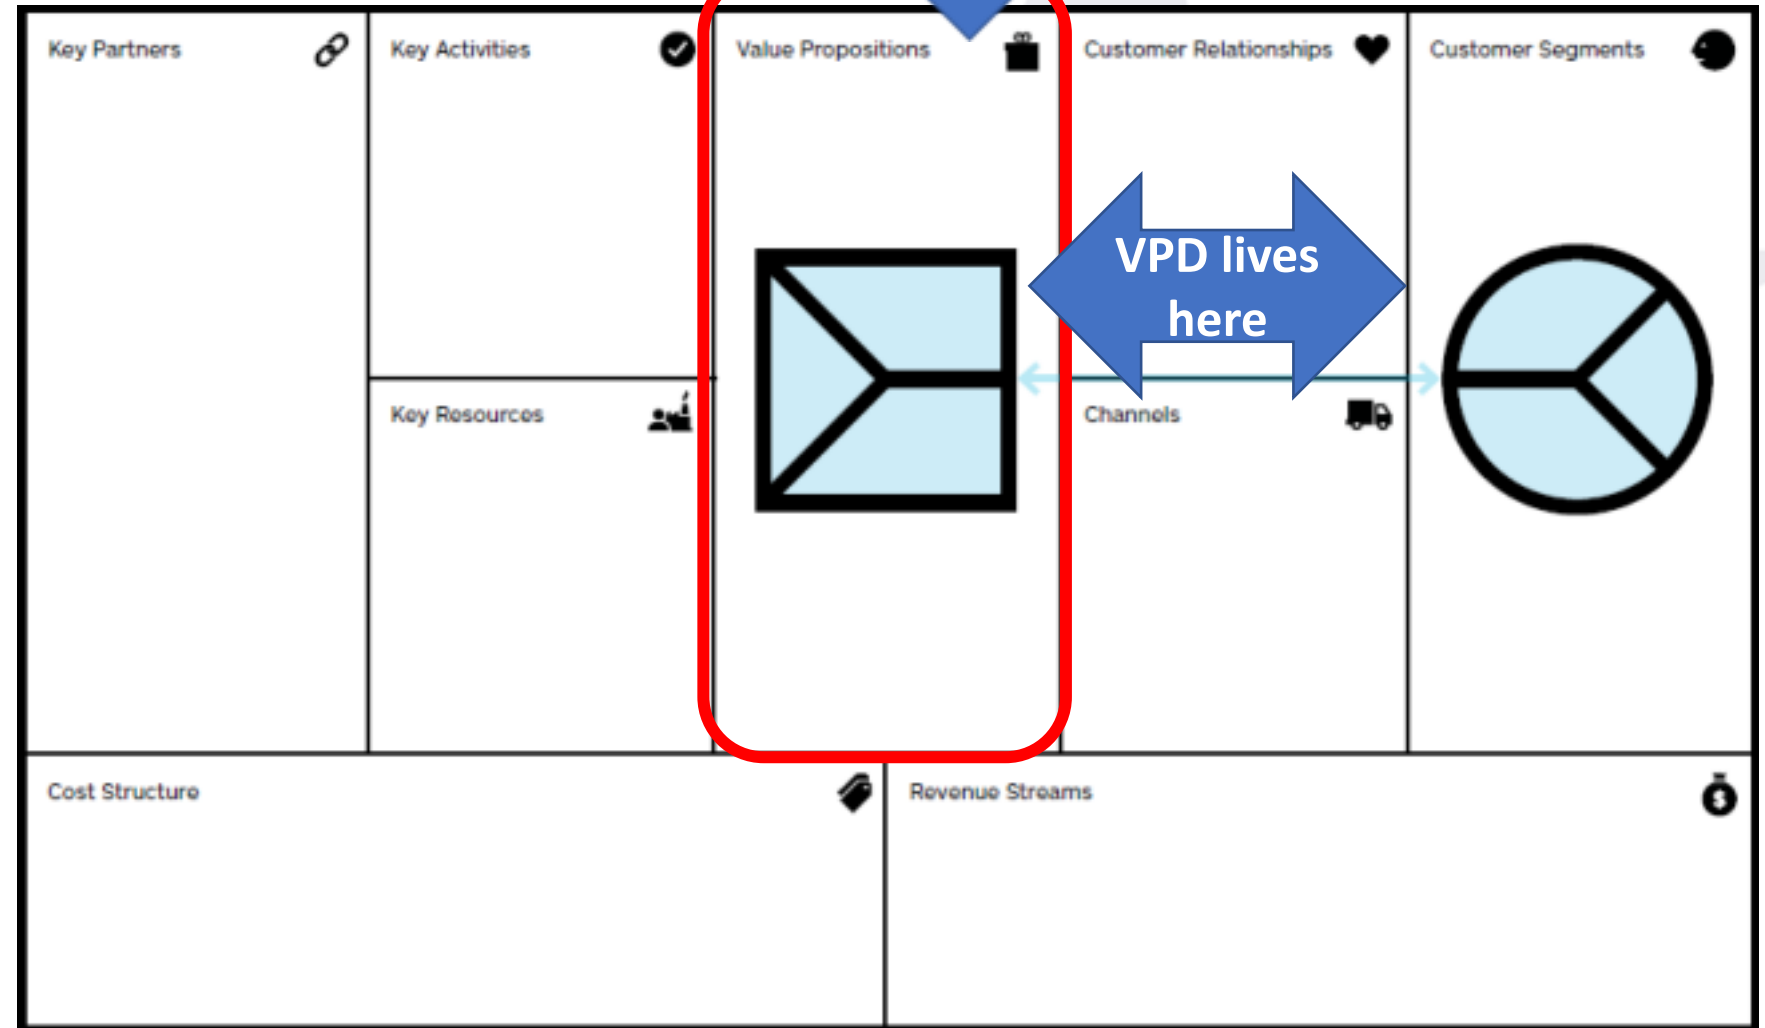 Key Partners
Key Activities
Value Propositions
Customer Relationships
Customer Segments
VPD lives
here
Key Resources
Channels
Cost Structure
Revenue Streams